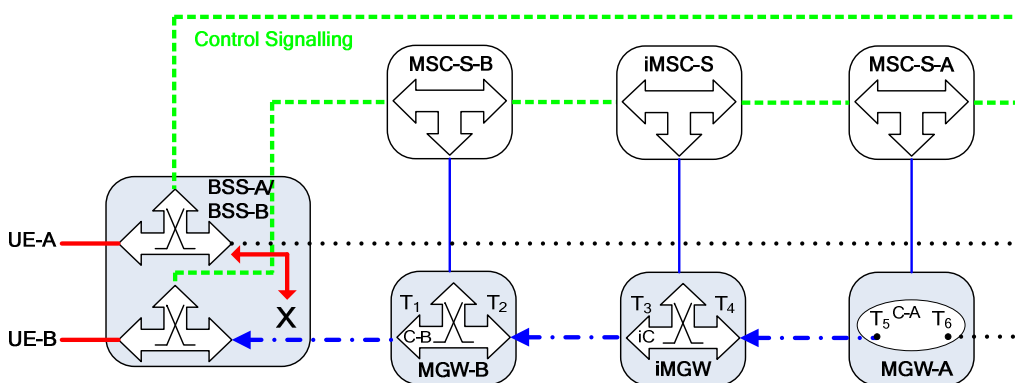 Control Signalling
MSC-S-B
iMSC-S
MSC-S-A
BSS-A/
BSS-B
UE-A
X
UE-B
T1
T2
C-B
MGW-B
T3
T4
iC
iMGW
T5
C-A
T6
MGW-A